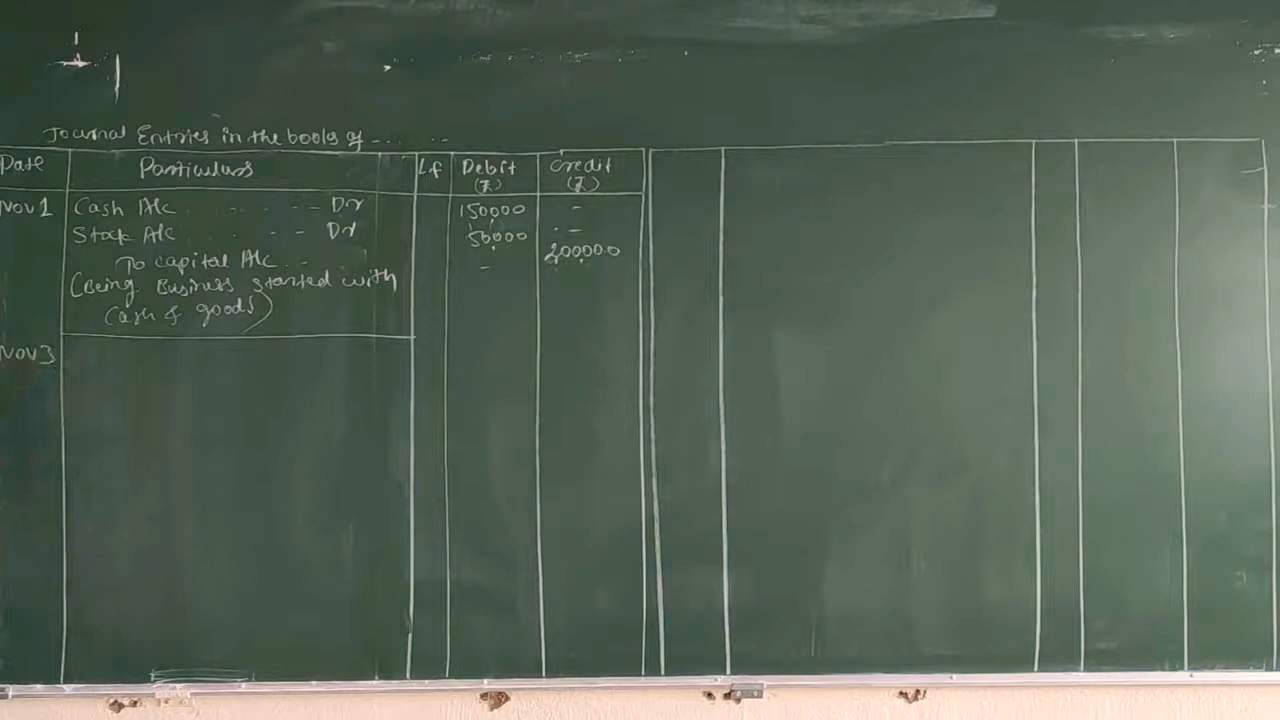 Journal Entries in the books of ... ...
Date Particulars Lf Debit (₹) Credit (₹)
Nov 1 Cash A/c . - - - - Dr 150000 -
Stock A/c . - - Dr 50000 -
To capital A/c . - - 200000
(Being Business started with
Cash & goods)
Nov 3